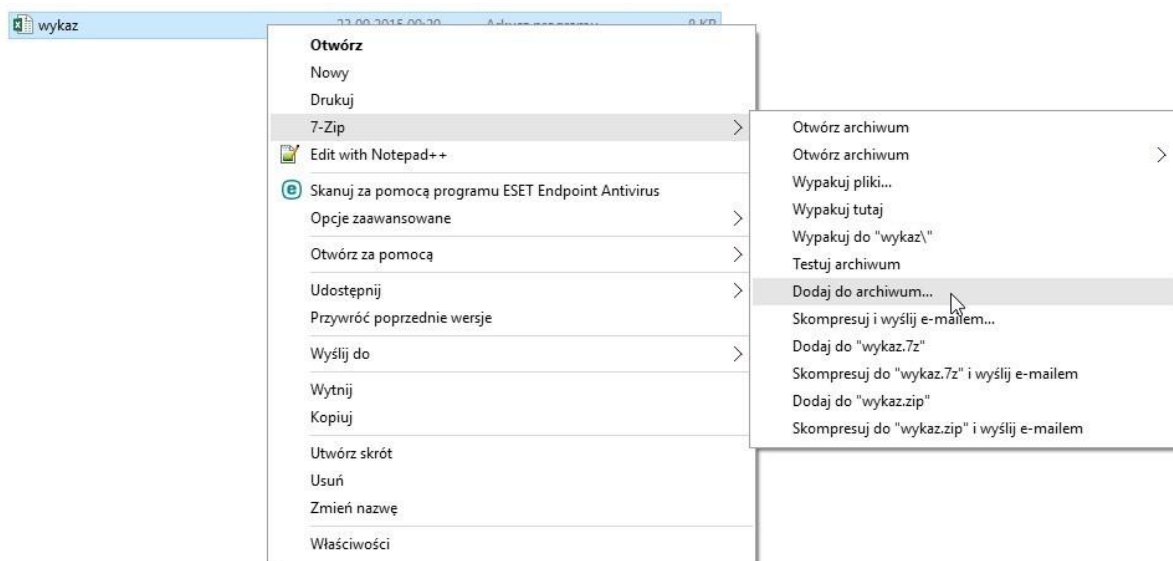 wykaz
Otwórz
Nowy
Drukuj
7-Zip
Edit with Notepad++
Skanuj za pomocą programu ESET Endpoint Antivirus
Opcje zaawansowane
Otwórz za pomocą
Udostępnij
Przywróć poprzednie wersje
Wyślij do
Wytnij
Kopiuj
Utwórz skrót
Usuń
Zmień nazwę
Właściwości
Otwórz archiwum
Otwórz archiwum
Wypakuj pliki...
Wypakuj tutaj
Wypakuj do "wykaz\"
Testuj archiwum
Dodaj do archiwum...
Skompresuj i wyślij e-mailem...
Dodaj do "wykaz.7z"
Skompresuj do "wykaz.7z" i wyślij e-mailem
Dodaj do "wykaz.zip"
Skompresuj do "wykaz.zip" i wyślij e-mailem